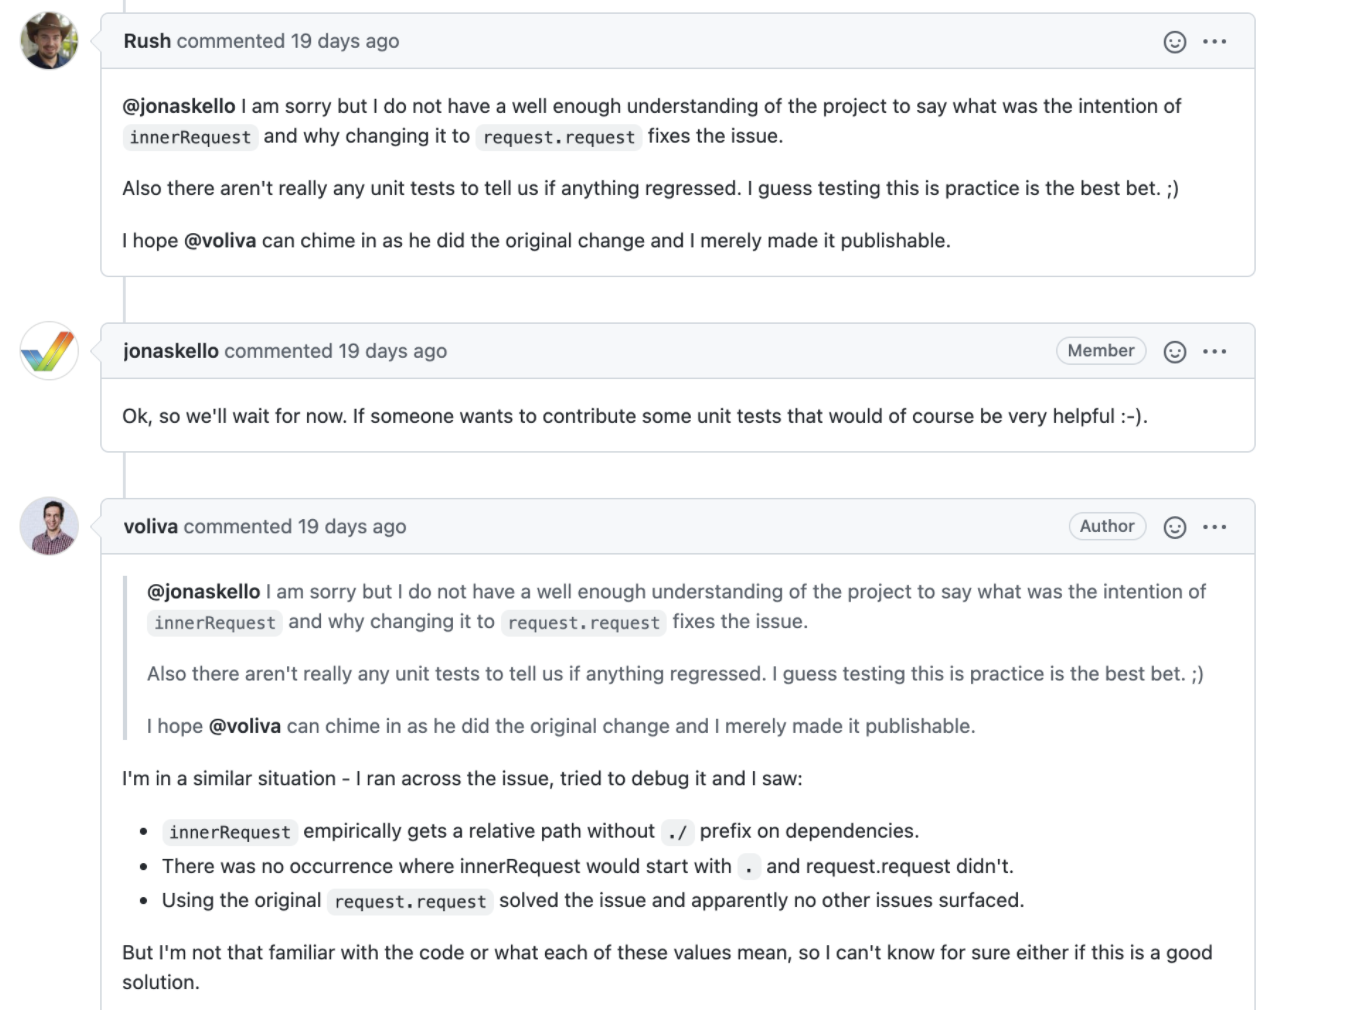 Rush commented 19 days ago
@jonaskello I am sorry but I do not have a well enough understanding of the project to say what was the intention of
innerRequest and why changing it to request.request fixes the issue.
Also there aren't really any unit tests to tell us if anything regressed. I guess testing this is practice is the best bet. ;)
I hope @voliva can chime in as he did the original change and I merely made it publishable.
jonaskello commented 19 days ago Member
Ok, so we'll wait for now. If someone wants to contribute some unit tests that would of course be very helpful :-).
voliva commented 19 days ago Author
@jonaskello I am sorry but I do not have a well enough understanding of the project to say what was the intention of
innerRequest and why changing it to request.request fixes the issue.
Also there aren't really any unit tests to tell us if anything regressed. I guess testing this is practice is the best bet. ;)
I hope @voliva can chime in as he did the original change and I merely made it publishable.
I'm in a similar situation - I ran across the issue, tried to debug it and I saw:
• innerRequest empirically gets a relative path without ./ prefix on dependencies.
• There was no occurrence where innerRequest would start with . and request.request didn't.
• Using the original request.request solved the issue and apparently no other issues surfaced.
But I'm not that familiar with the code or what each of these values mean, so I can't know for sure either if this is a good
solution.